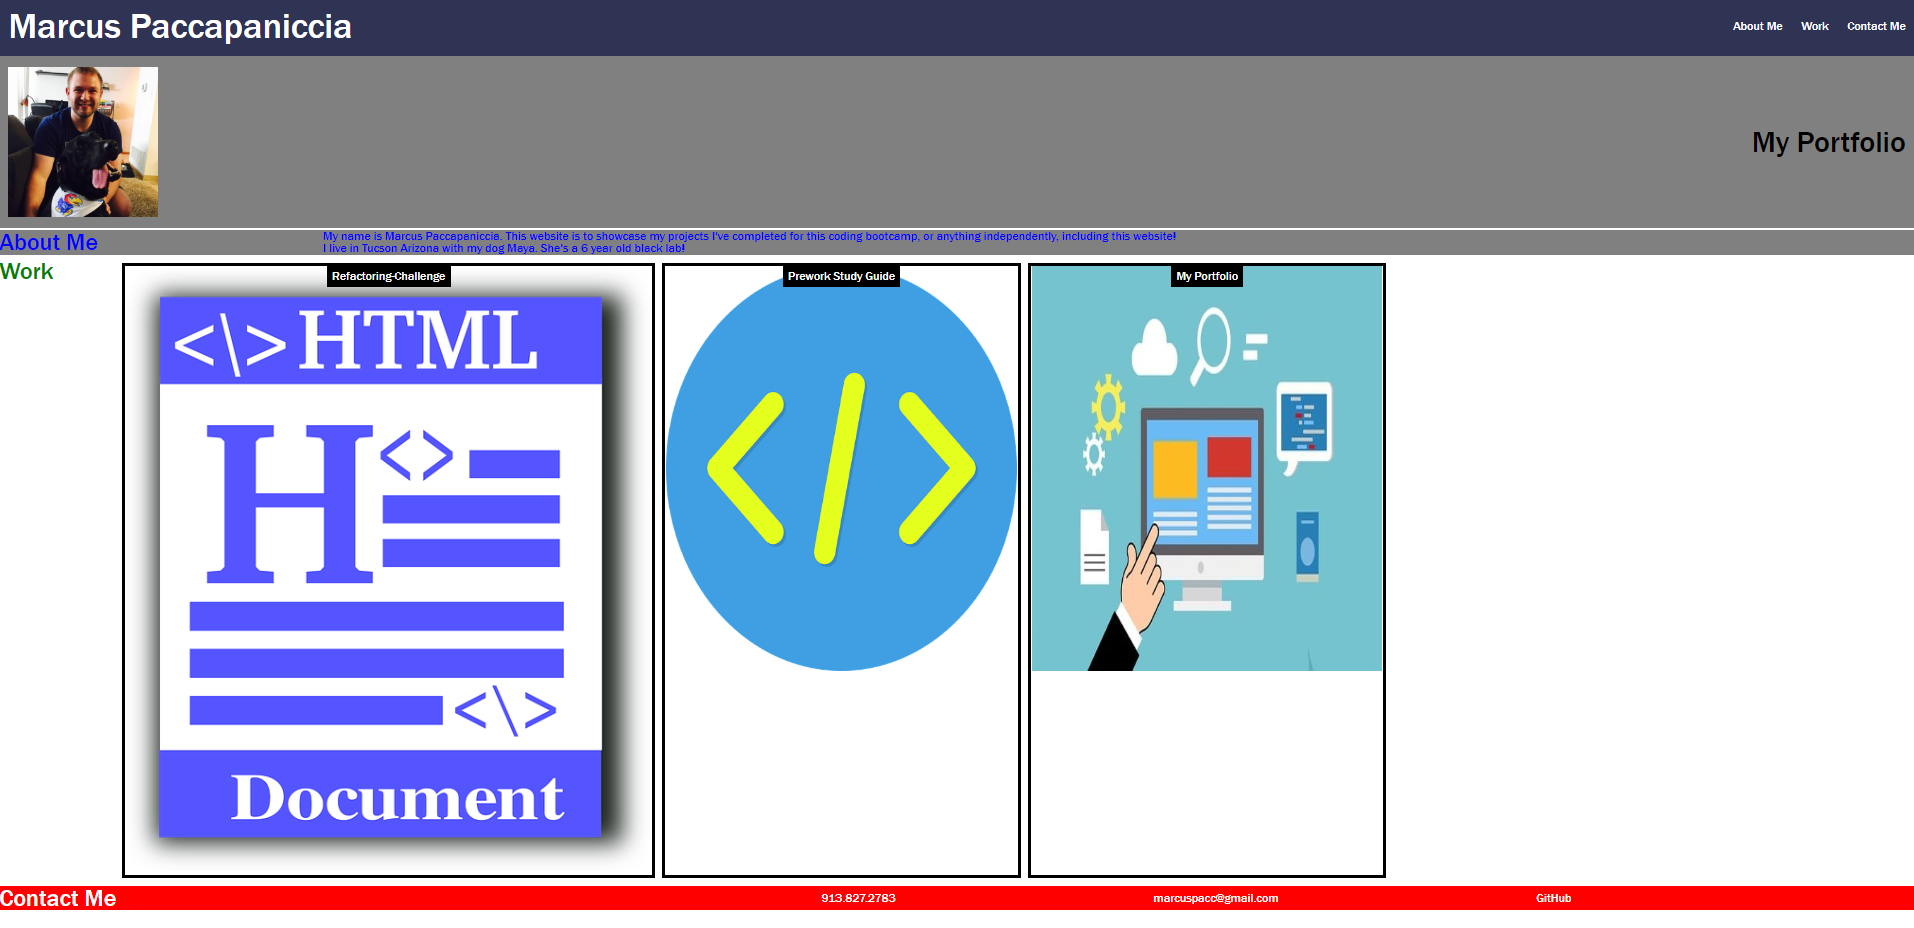 Marcus Paccapaniccia
About Me Work Contact Me
My Portfolio
About Me
My name is Marcus Paccapaniccia. This website is to showcase my projects I've completed for this coding bootcamp, or anything independently, including this website!
I live in Tucson Arizona with my dog Maya. She's a 6 year old black lab!
Work
Refactoring-Challenge
<\>HTML
H<>
<\>
Document
Prework Study Guide
</>
My Portfolio
Contact Me
913.827.2783
marcuspacc@gmail.com
GitHub